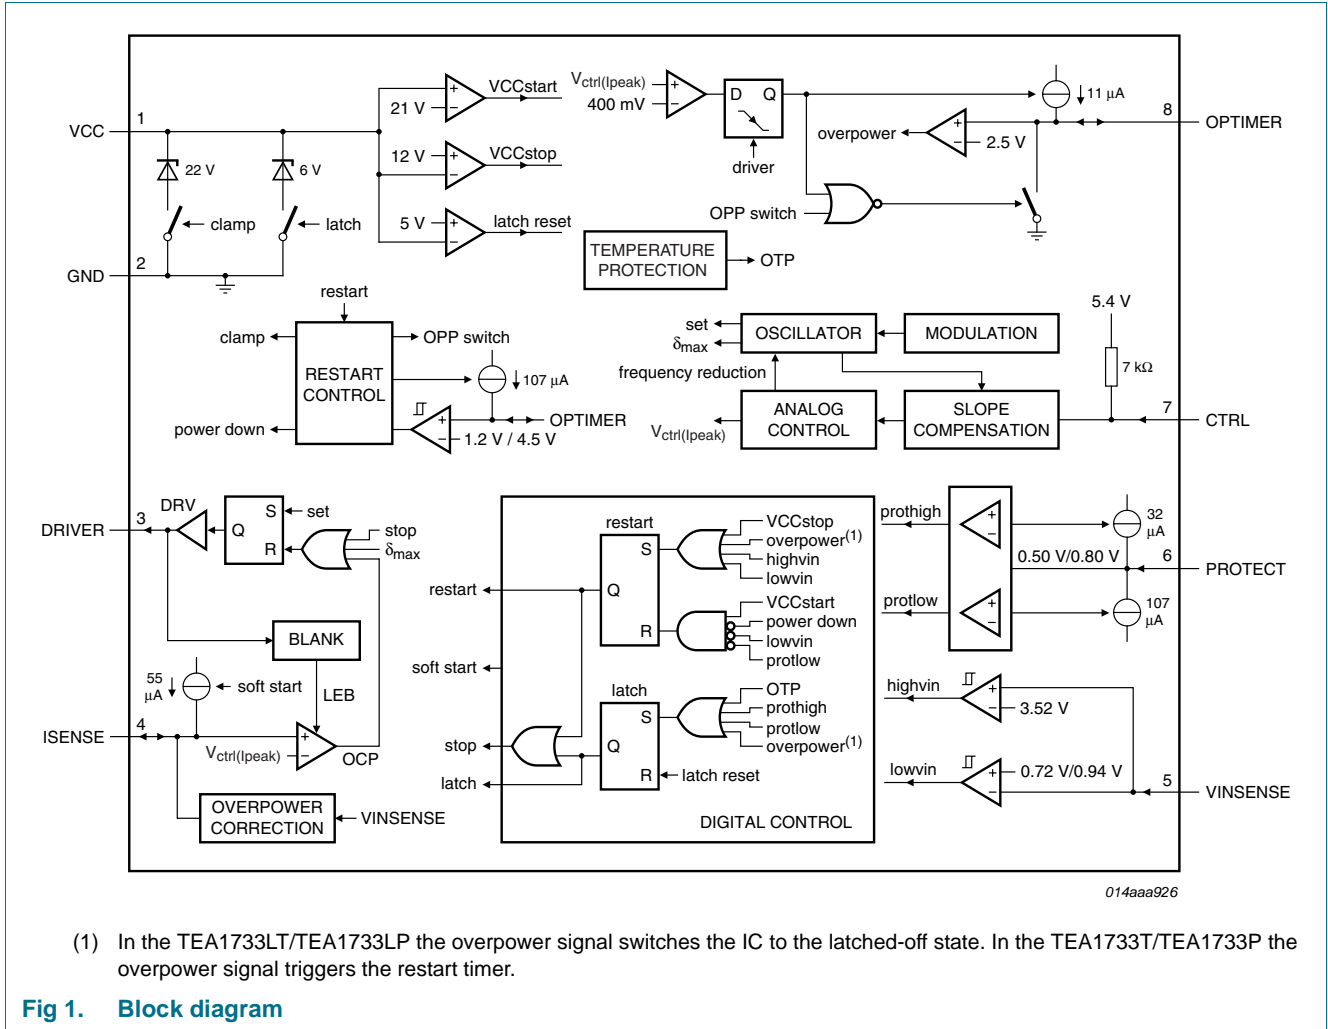 VCC
1
22 V
6 V
clamp
latch
GND
2
21 V
+
−
VCCstart
12 V
+
−
VCCstop
5 V
+
−
latch reset
Vctrl(Ipeak)
400 mV
+
−
D Q
driver
11 μA
8
OPTIMER
overpower
+
−
2.5 V
OPP switch
TEMPERATURE
PROTECTION
OTP
restart
clamp
RESTART
CONTROL
OPP switch
107 μA
OPTIMER
+
−
1.2 V / 4.5 V
power down
set
δmax
OSCILLATOR
MODULATION
frequency reduction
5.4 V
7 kΩ
Vctrl(Ipeak)
ANALOG
CONTROL
SLOPE
COMPENSATION
7
CTRL
DRIVER
3
DRV
Q
S
R
set
stop
δmax
BLANK
LEB
55
μA
soft start
ISENSE
4
Vctrl(Ipeak)
+
−
OCP
OVERPOWER
CORRECTION
VINSENSE
restart
S
Q
R
VCCstop
overpower(1)
highvin
lowvin
VCCstart
power down
lowvin
protlow
restart
soft start
latch
S
Q
R
OTP
prothigh
protlow
overpower(1)
latch reset
stop
latch
DIGITAL CONTROL
prothigh
+
−
32
μA
0.50 V/0.80 V
6
PROTECT
protlow
+
−
107
μA
highvin
+
−
3.52 V
lowvin
+
−
0.72 V/0.94 V
5
VINSENSE
014aaa926
(1) In the TEA1733LT/TEA1733LP the overpower signal switches the IC to the latched-off state. In the TEA1733T/TEA1733P the
overpower signal triggers the restart timer.
Fig 1. Block diagram